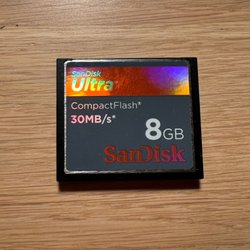 SanDisk
Ultra
CompactFlash®
30MB/s*
8GB
SanDisk